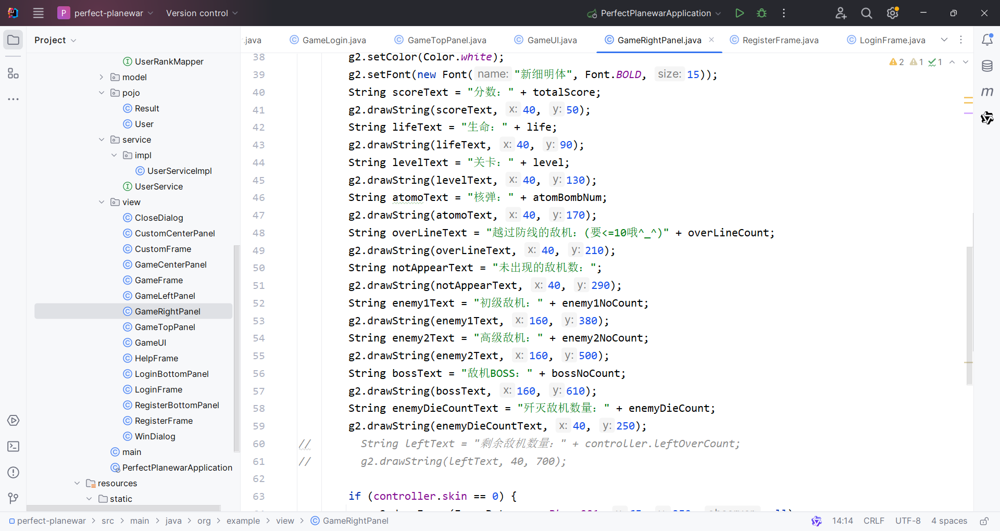 P perfect-planewar Version control PerfectPlanewarApplication
Project
.java GameLogin.java GameTopPanel.java GameUI.java GameRightPanel.java RegisterFrame.java LoginFrame.java
UserRankMapper
model
pojo
Result
User
service
impl
UserServiceImpl
UserService
view
CloseDialog
CustomCenterPanel
CustomFrame
GameCenterPanel
GameFrame
GameLeftPanel
GameRightPanel
GameTopPanel
GameUI
HelpFrame
LoginBottomPanel
LoginFrame
RegisterBottomPanel
RegisterFrame
WinDialog
main
PerfectPlanewarApplication
resources
static
2 1 1
38 g2.setColor(Color.white);
39 g2.setFont(new Font( name: "新细明体", Font.BOLD, size: 15));
40 String scoreText = "分数：" + totalScore;
41 g2.drawString(scoreText, x: 40, y: 50);
42 String lifeText = "生命：" + life;
43 g2.drawString(lifeText, x: 40, y: 90);
44 String levelText = "关卡：" + level;
45 g2.drawString(levelText, x: 40, y: 130);
46 String atomoText = "核弹：" + atomBombNum;
47 g2.drawString(atomoText, x: 40, y: 170);
48 String overLineText = "越过防线的敌机：(要<=10哦^_^)" + overLineCount;
49 g2.drawString(overLineText, x: 40, y: 210);
50 String notAppearText = "未出现的敌机数：";
51 g2.drawString(notAppearText, x: 40, y: 290);
52 String enemy1Text = "初级敌机：" + enemy1NoCount;
53 g2.drawString(enemy1Text, x: 160, y: 380);
54 String enemy2Text = "高级敌机：" + enemy2NoCount;
55 g2.drawString(enemy2Text, x: 160, y: 500);
56 String bossText = "敌机BOSS：" + bossNoCount;
57 g2.drawString(bossText, x: 160, y: 610);
58 String enemyDieCountText = "歼灭敌机数量：" + enemyDieCount;
59 g2.drawString(enemyDieCountText, x: 40, y: 250);
60 // String leftText = "剩余敌机数量：" + controller.leftOverCount;
61 // g2.drawString(leftText, 40, 700);
62
63 if (controller.skin == 0) {
perfect-planewar > src > main > java > org > example > view > GameRightPanel
14:14 CRLF UTF-8 4 spaces